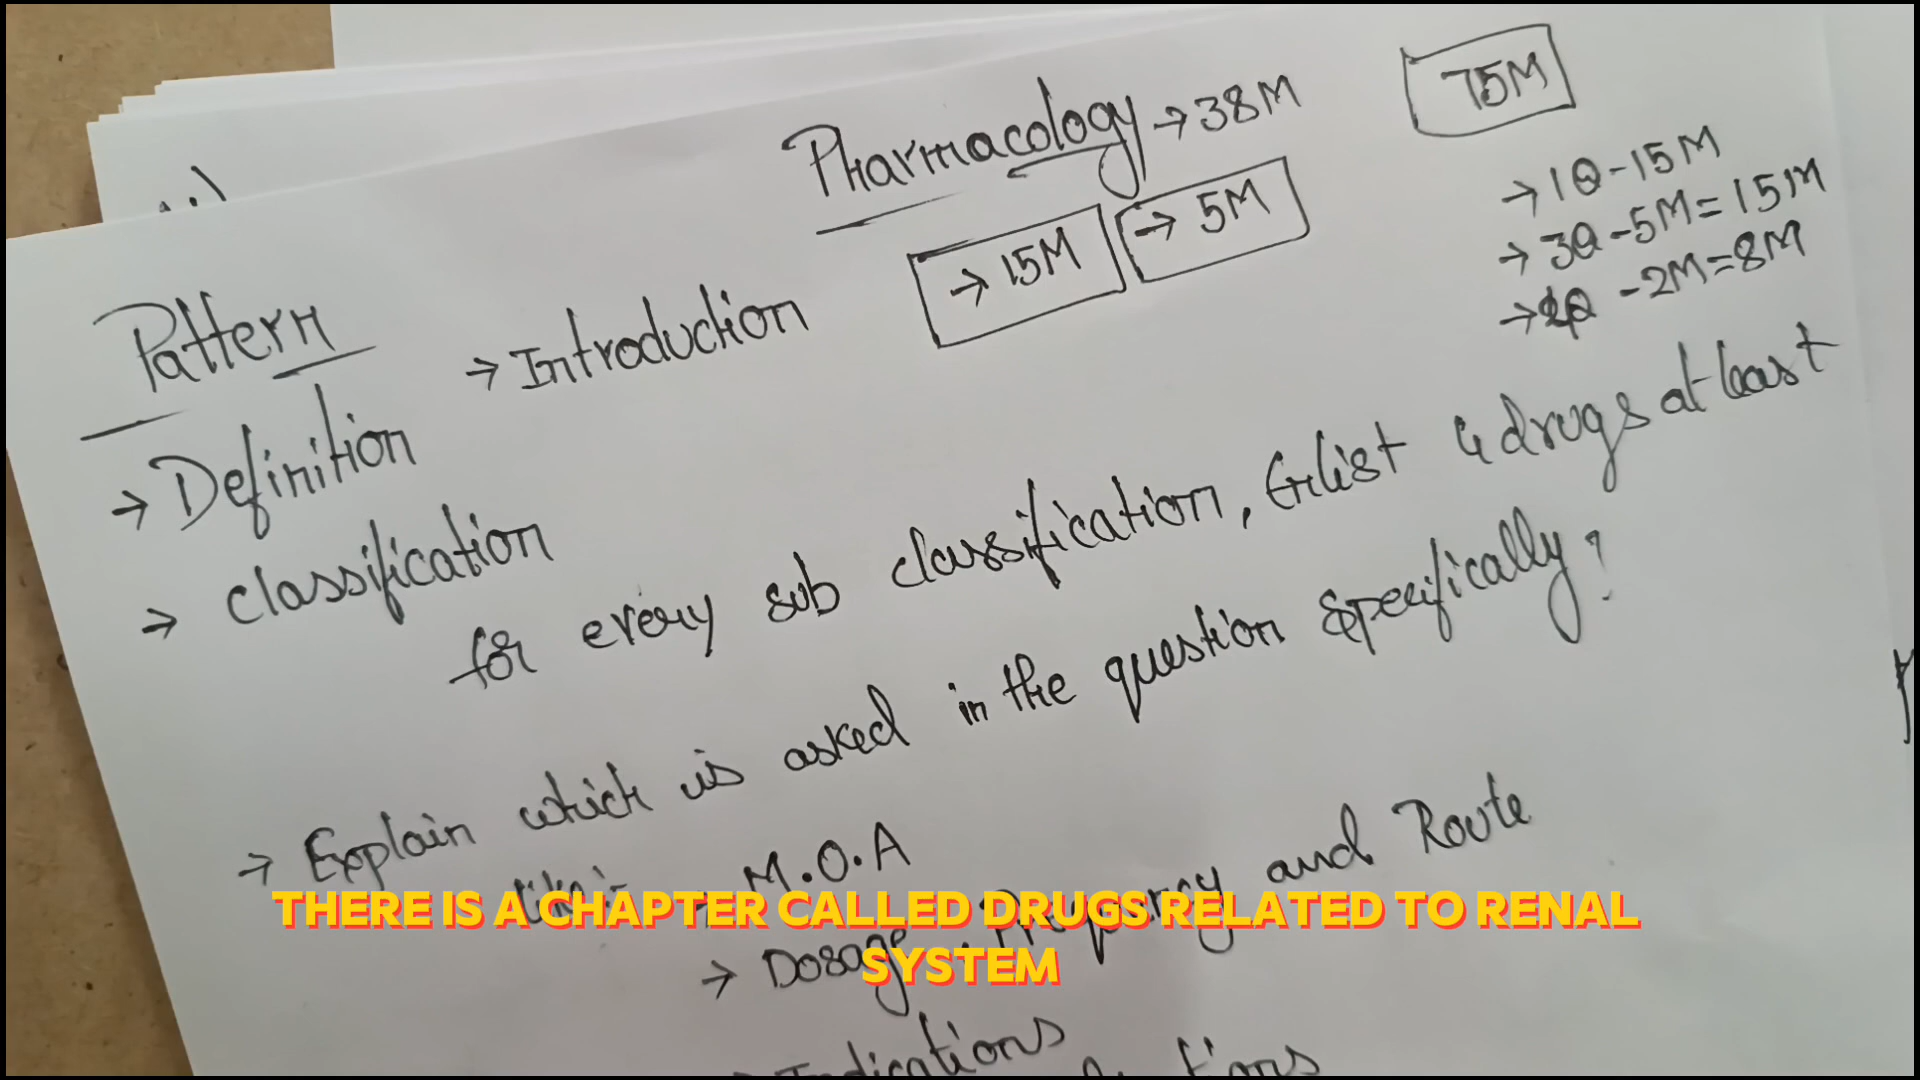 Pharmacology → 38M
75M
→ 1Q - 15M
→ 3Q - 5M = 15M
→ 4Q - 2M = 8M
→ 15M
→ 5M
Pattern
→ Introduction
→ Definition
→ classification
for every sub classification, Enlist 4 drugs at least
→ Explain which is asked in the question specifically?
→ M.O.A
→ Dosage, and Route
Indications
THERE IS A CHAPTER CALLED DRUGS RELATED TO RENAL
SYSTEM